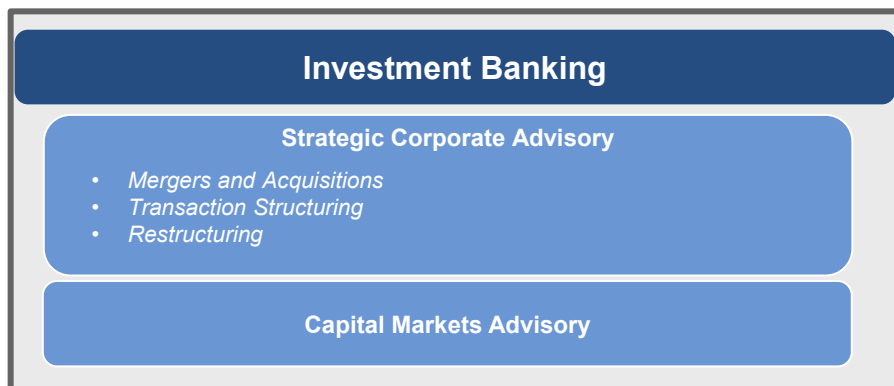 Investment Banking
Strategic Corporate Advisory
• Mergers and Acquisitions
• Transaction Structuring
• Restructuring
Capital Markets Advisory